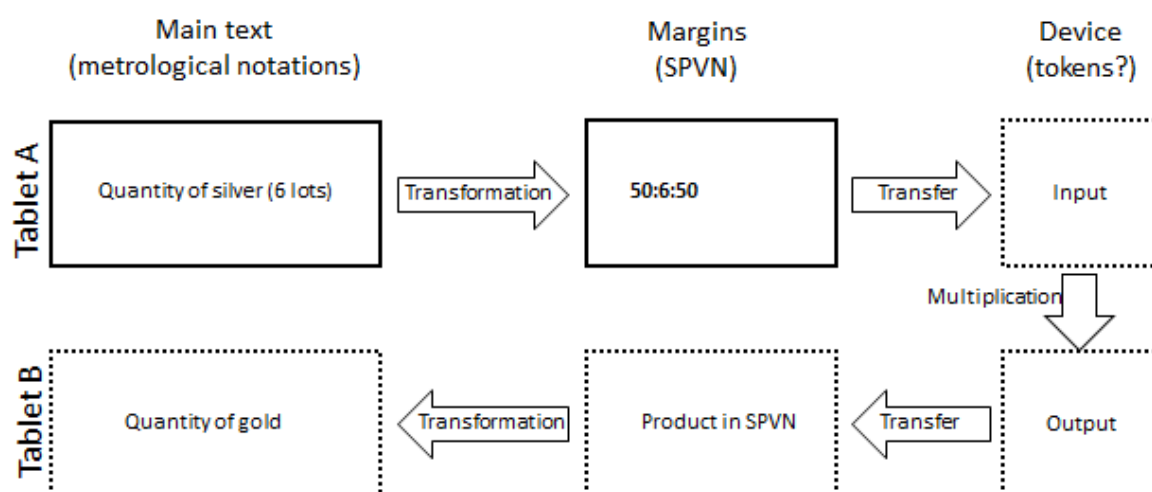 Main text
(metrological notations)
Margins
(SPVN)
Device
(tokens?)
Tablet A
Quantity of silver (6 lots)
Transformation
50:6:50
Transfer
Input
Multiplication
Tablet B
Quantity of gold
Transformation
Product in SPVN
Transfer
Output